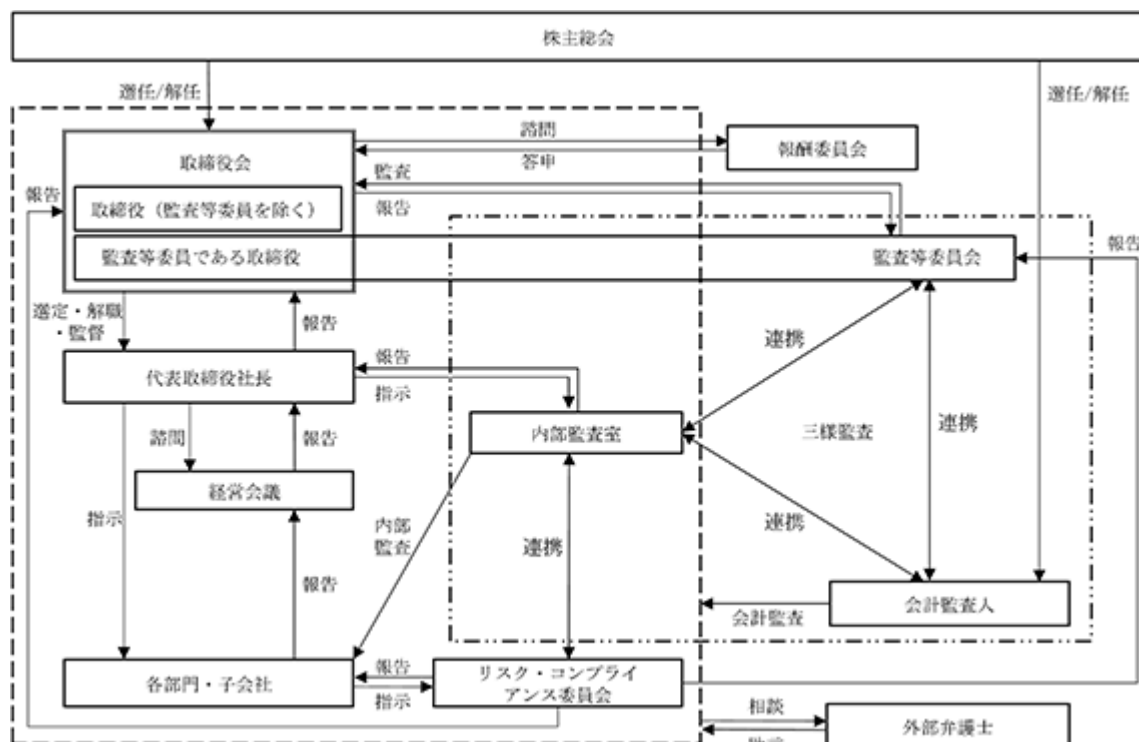 株主総会
選任/解任
選任/解任
取締役会
諮問
答申
報酬委員会
監査
報告
報告
取締役（監査等委員を除く）
監査等委員である取締役
監査等委員会
報告
選定・解職
・監督
報告
連携
代表取締役社長
報告
指示
諮問
報告
内部監査室
三様監査
連携
経営会議
指示
内部
監査
連携
連携
報告
会計監査
会計監査人
各部門・子会社
報告
指示
リスク・コンプライ
アンス委員会
相談
外部弁護士